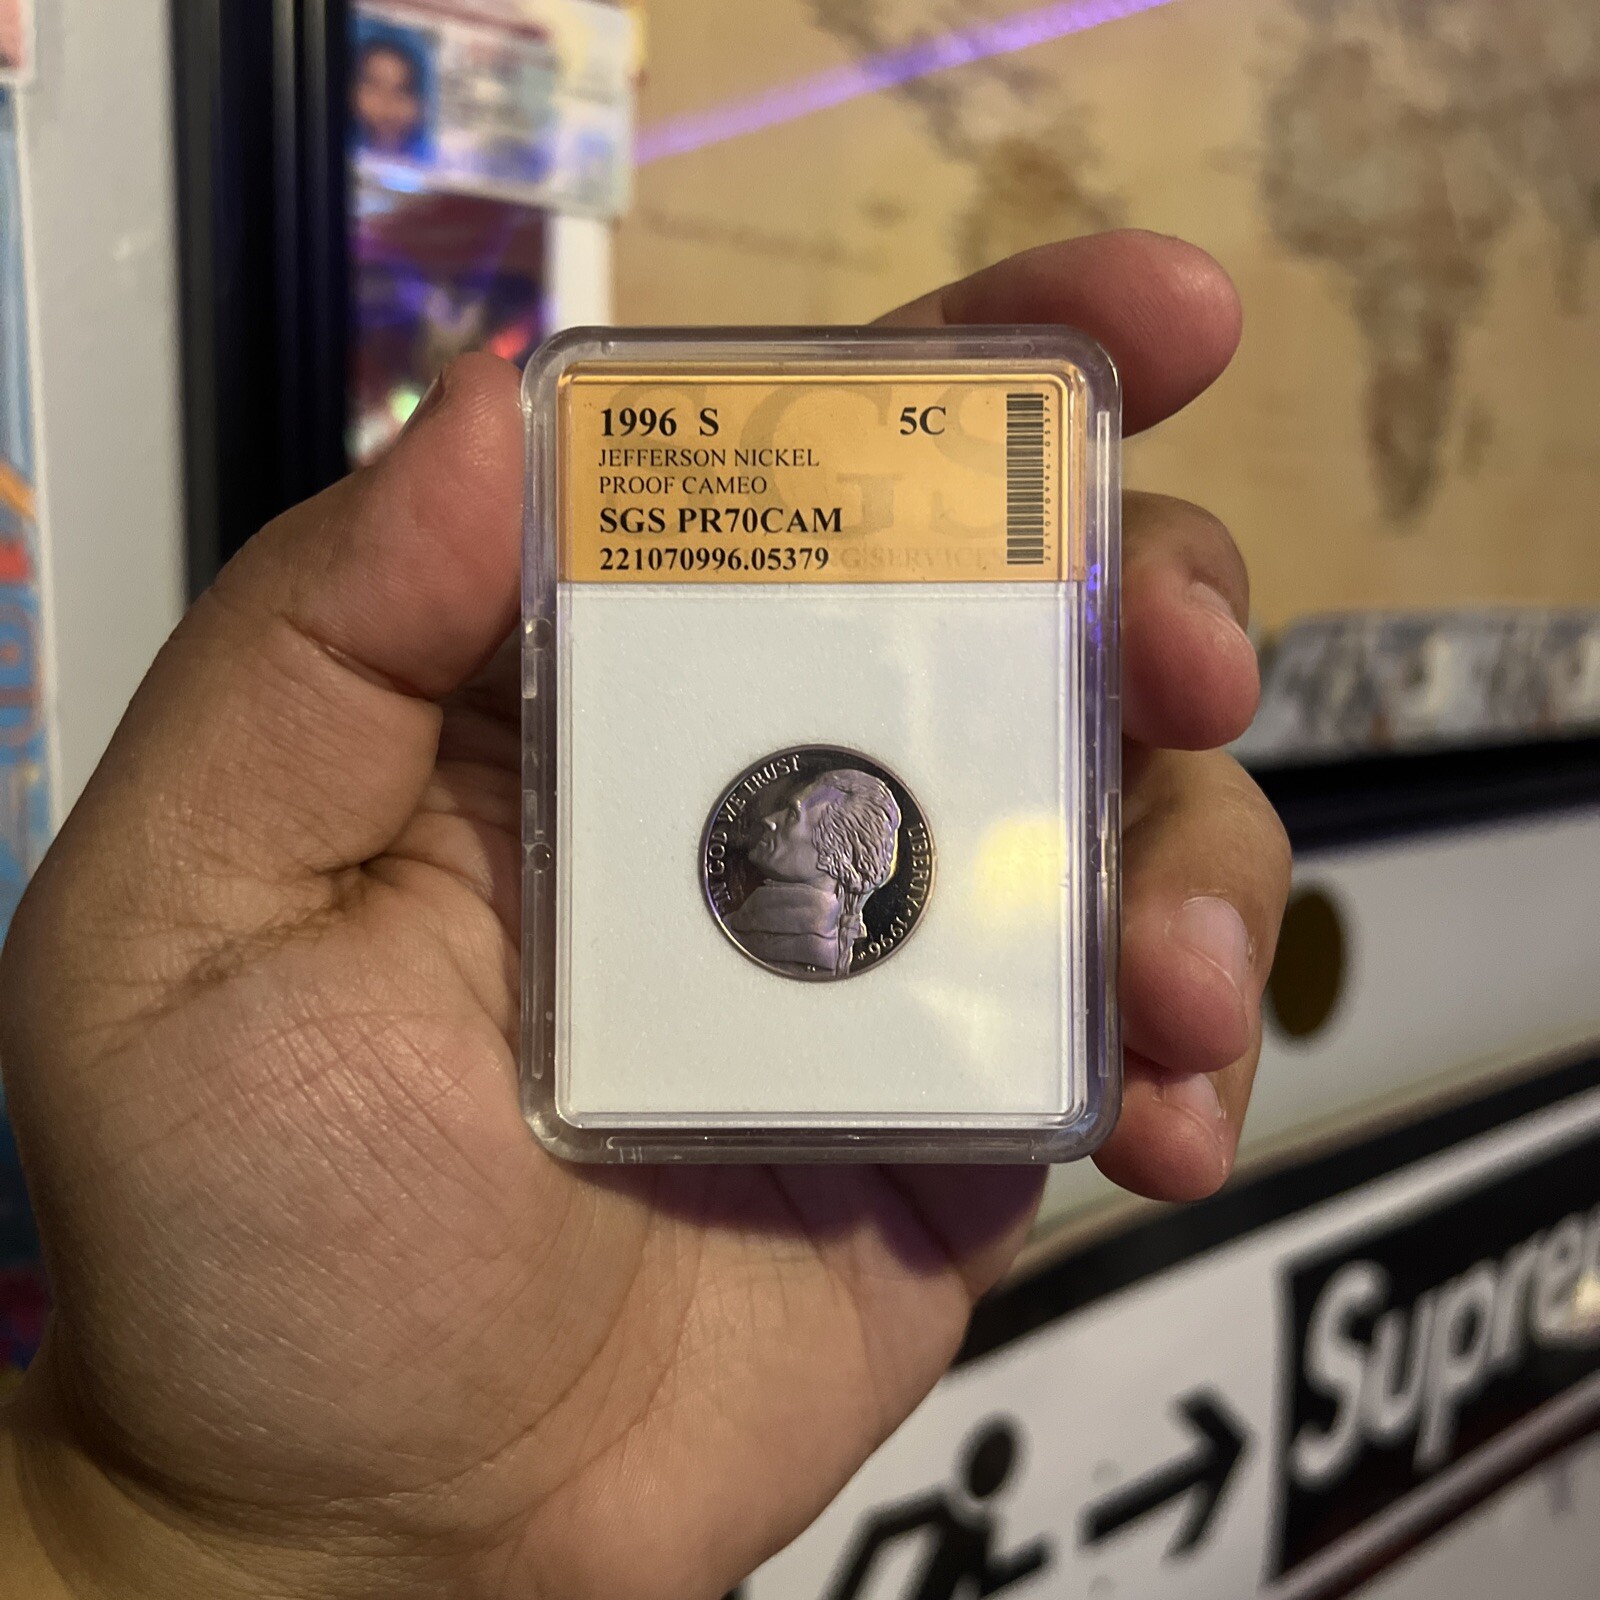 1996 S 5C
JEFFERSON NICKEL
PROOF CAMEO
SGS PR70CAM
221070996.05379
IN GOD WE TRUST
LIBERTY 1996
Supre